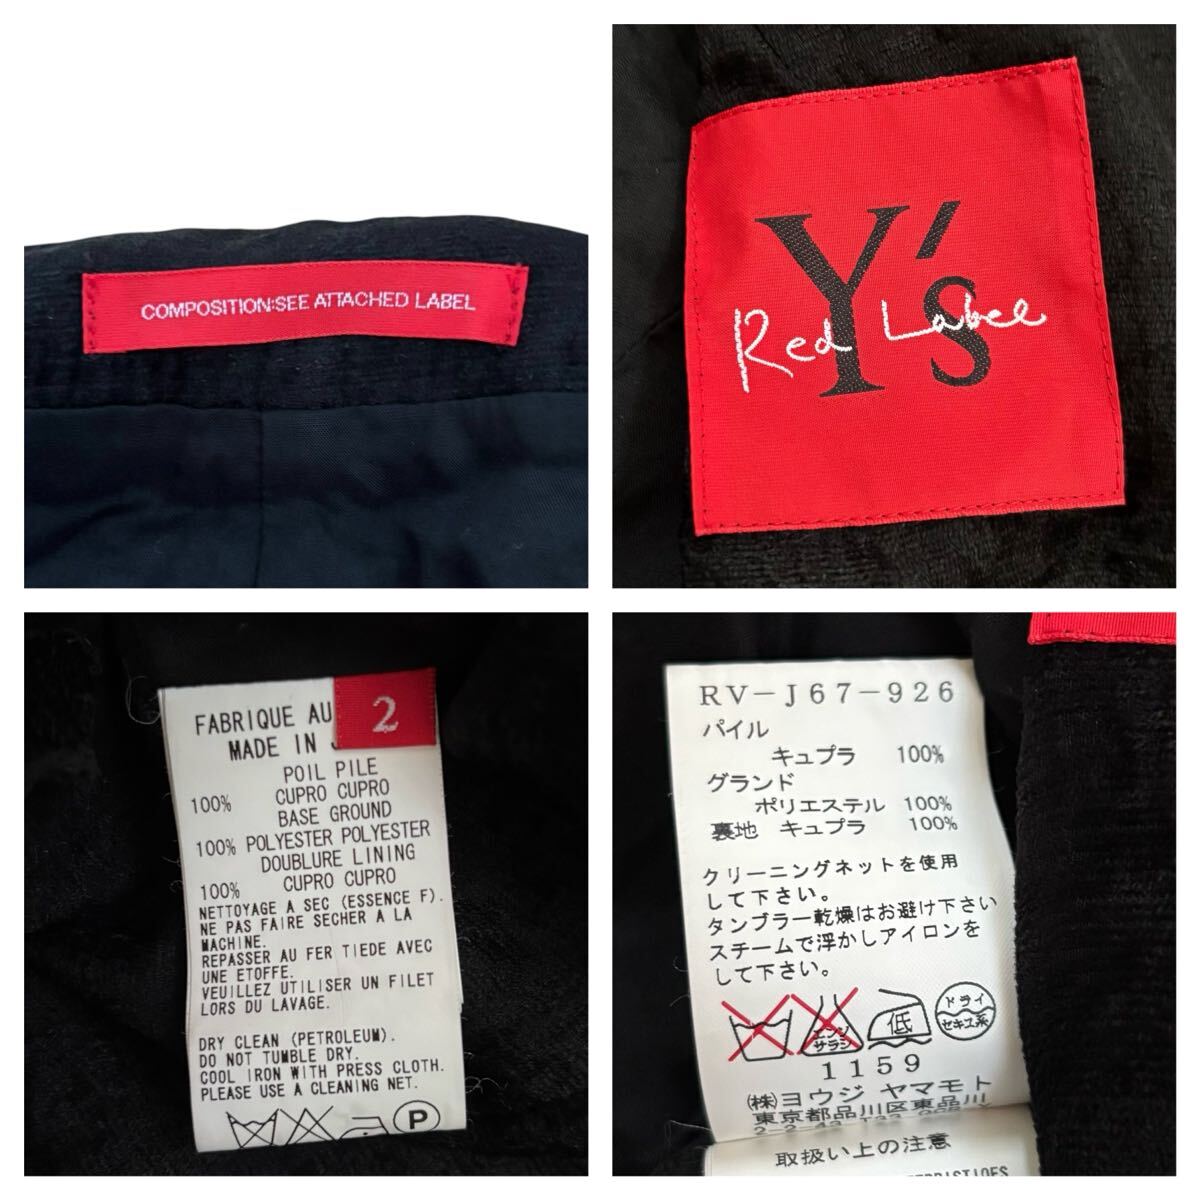 COMPOSITION:SEE ATTACHED LABEL
Y's
Red Label
FABRIQUE AU
2
MADE IN
POIL PILE
100% CUPRO CUPRO
BASE GROUND
100% POLYESTER POLYESTER
DOUBLURE LINING
100% CUPRO CUPRO
NETTOYAGE A SEC (ESSENCE F).
NE PAS FAIRE SECHER A LA
MACHINE.
REPASSER AU FER TIEDE AVEC
UNE ETOFFE.
VEUILLEZ UTILISER UN FILET
LORS DU LAVAGE.
DRY CLEAN (PETROLEUM).
DO NOT TUMBLE DRY.
COOL IRON WITH PRESS CLOTH.
PLEASE USE A CLEANING NET.
P
RV-J67-926
パイル
キュプラ 100%
グランド
ポリエステル 100%
裏地 キュプラ 100%
クリーニングネットを使用
して下さい。
タンブラー乾燥はお避け下さい
スチームで浮かしアイロンを
して下さい。
エンソ
サラシ
低
ドライ
セキユ系
1159
㈱ヨウジ ヤマモト
東京都品川区東品川
取扱い上の注意